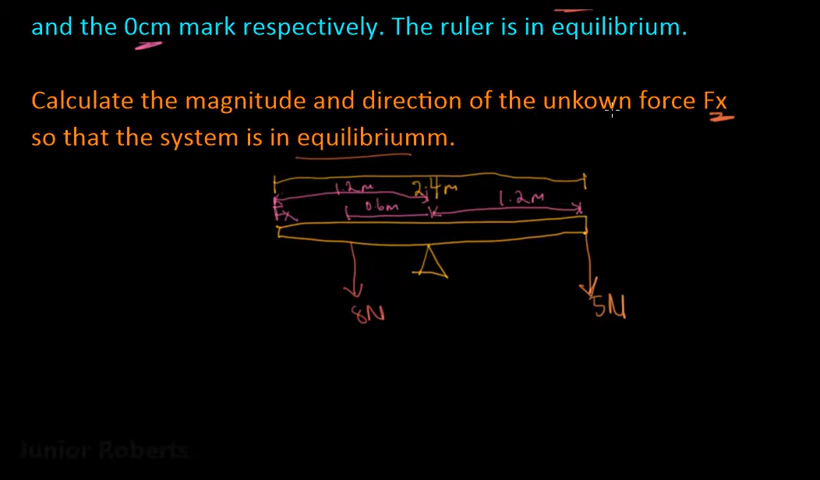 and the 0cm mark respectively. The ruler is in equilibrium.
Calculate the magnitude and direction of the unkown force Fx
so that the system is in equilibriumm.
1.2m 2.4m 1.2m
Fx 0.6m
8N 5N
Junior Roberts